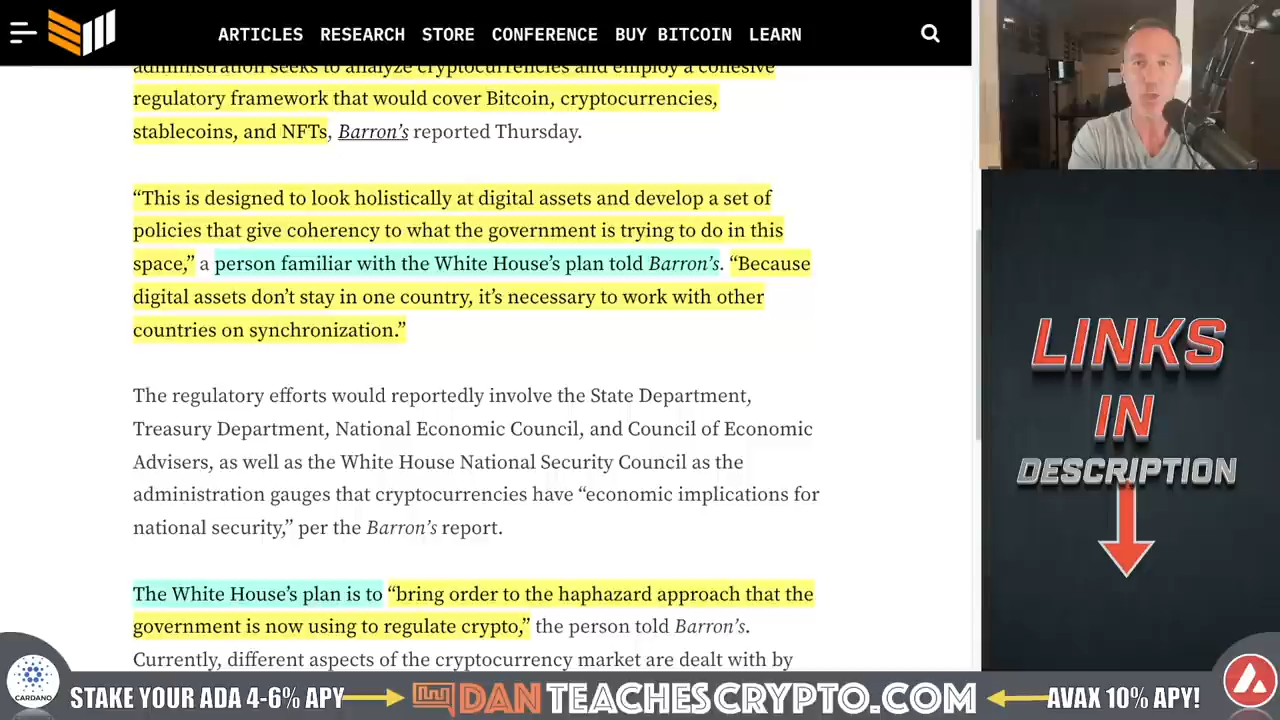 ARTICLES RESEARCH STORE CONFERENCE BUY BITCOIN LEARN
administration seeks to analyze cryptocurrencies and employ a cohesive
regulatory framework that would cover Bitcoin, cryptocurrencies,
stablecoins, and NFTs, Barron’s reported Thursday.
“This is designed to look holistically at digital assets and develop a set of
policies that give coherency to what the government is trying to do in this
space,” a person familiar with the White House’s plan told Barron’s. “Because
digital assets don’t stay in one country, it’s necessary to work with other
countries on synchronization.”
The regulatory efforts would reportedly involve the State Department,
Treasury Department, National Economic Council, and Council of Economic
Advisers, as well as the White House National Security Council as the
administration gauges that cryptocurrencies have “economic implications for
national security,” per the Barron’s report.
The White House’s plan is to “bring order to the haphazard approach that the
government is now using to regulate crypto,” the person told Barron’s.
Currently, different aspects of the cryptocurrency market are dealt with by
LINKS
IN
DESCRIPTION
CARDANO
STAKE YOUR ADA 4-6% APY
DANTEACHESCRYPTO.COM
AVAX 10% APY!